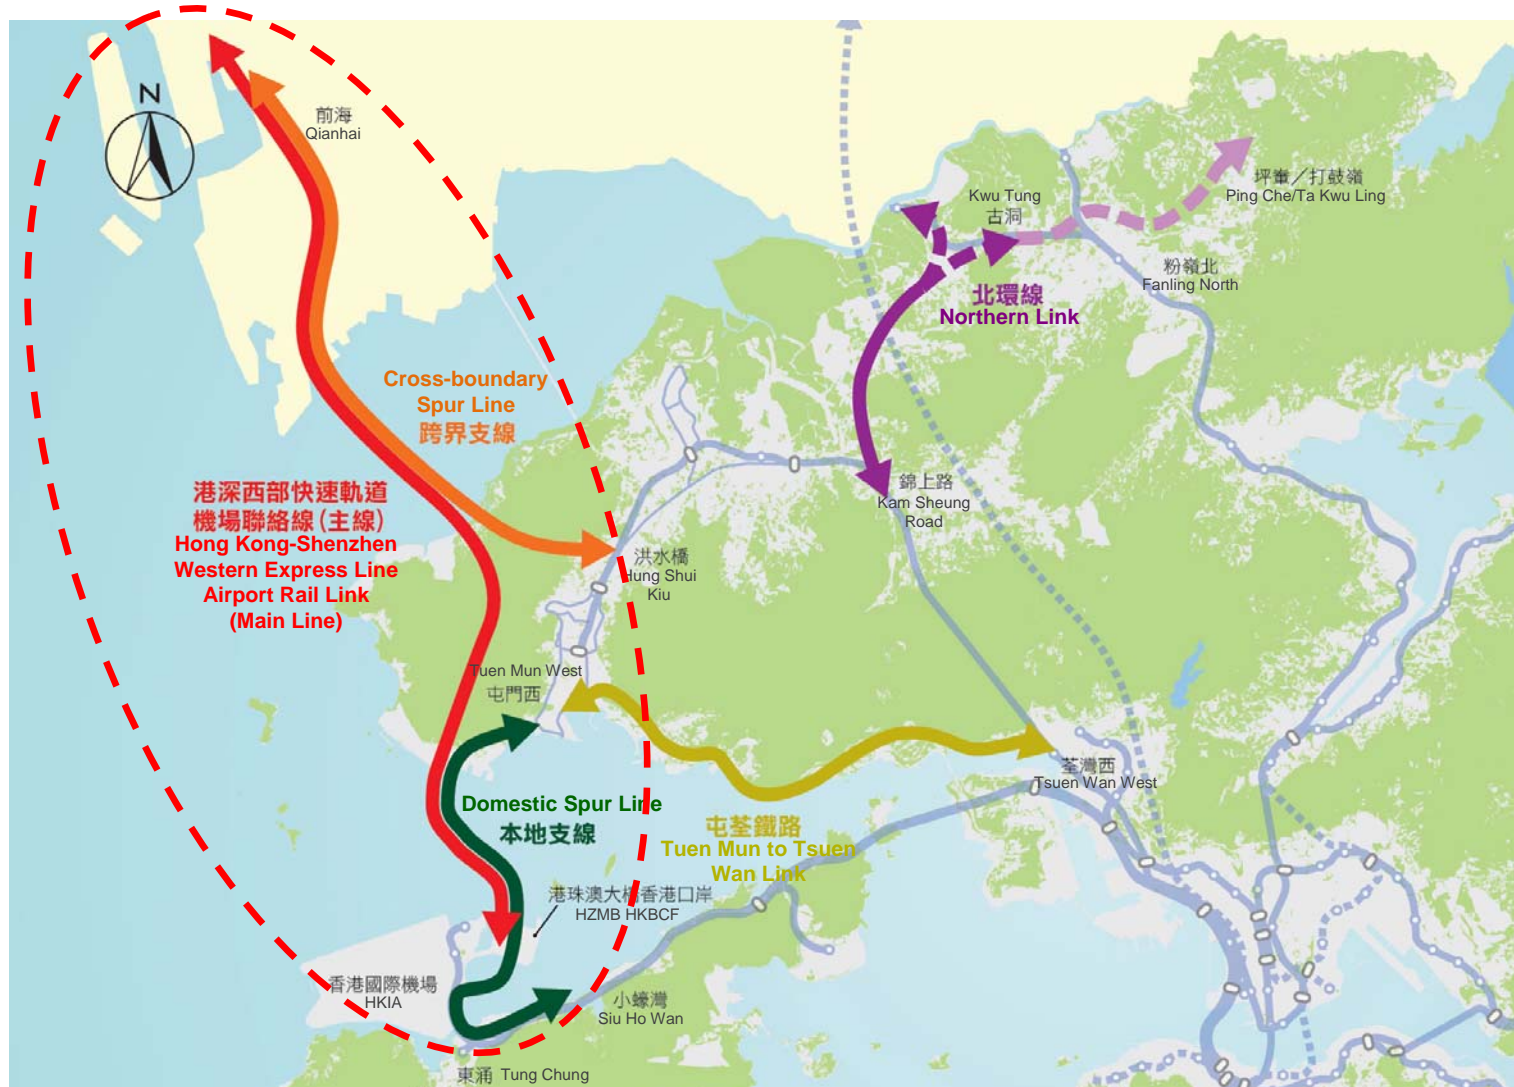 N
前海
Qianhai
Kwu Tung
古洞
坪輋／打鼓嶺
Ping Che/Ta Kwu Ling
粉嶺北
Fanling North
北環線
Northern Link
Cross-boundary
Spur Line
跨界支線
港深西部快速軌道
機場聯絡線(主線)
Hong Kong-Shenzhen
Western Express Line
Airport Rail Link
(Main Line)
錦上路
Kam Sheung
Road
洪水橋
Hung Shui
Kiu
Tuen Mun West
屯門西
荃灣西
Tsuen Wan West
Domestic Spur Line
本地支線
屯荃鐵路
Tuen Mun to Tsuen
Wan Link
港珠澳大橋香港口岸
HZMB HKBCF
香港國際機場
HKIA
小蠔灣
Siu Ho Wan
東涌 Tung Chung